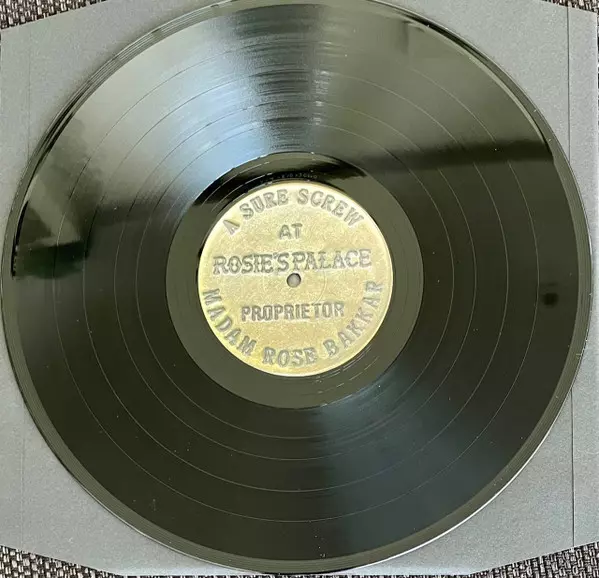 A SURE SCREW
AT
ROSIE'S PALACE
PROPRIETOR
MADAM ROSE BAKKAR